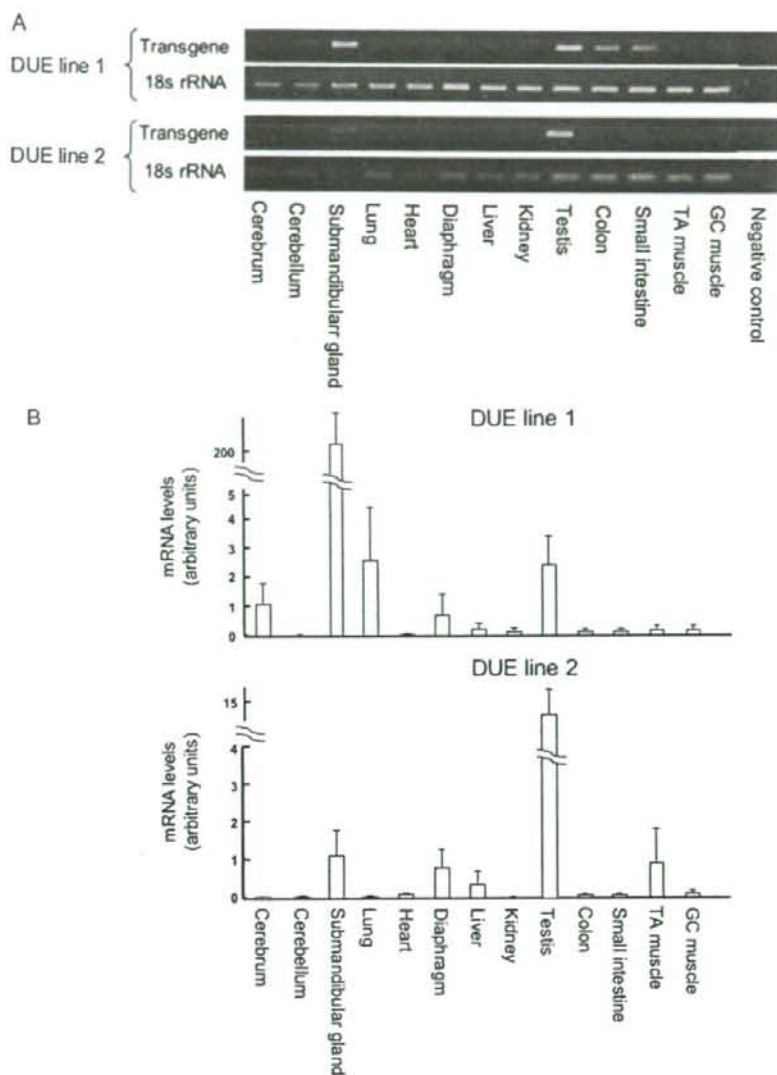 A
DUE line 1
Transgene
18s rRNA
DUE line 2
Transgene
18s rRNA
Cerebrum
Cerebellum
Submandibularr gland
Lung
Heart
Diaphragm
Liver
Kidney
Testis
Colon
Small intestine
TA muscle
GC muscle
Negative control
B
DUE line 1
mRNA levels
(arbitrary units)
200
5
4
3
2
1
0
DUE line 2
mRNA levels
(arbitrary units)
15
4
3
2
1
0
Cerebrum
Cerebellum
Submandibular gland
Lung
Heart
Diaphragm
Liver
Kidney
Testis
Colon
Small intestine
TA muscle
GC muscle